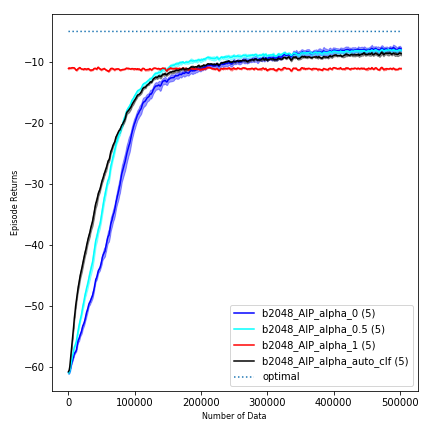 −10
−20
−30
−40
−50
−60
Episode Returns
0 100000 200000 300000 400000 500000
Number of Data
b2048_AIP_alpha_0 (5)
b2048_AIP_alpha_0.5 (5)
b2048_AIP_alpha_1 (5)
b2048_AIP_alpha_auto_clf (5)
optimal